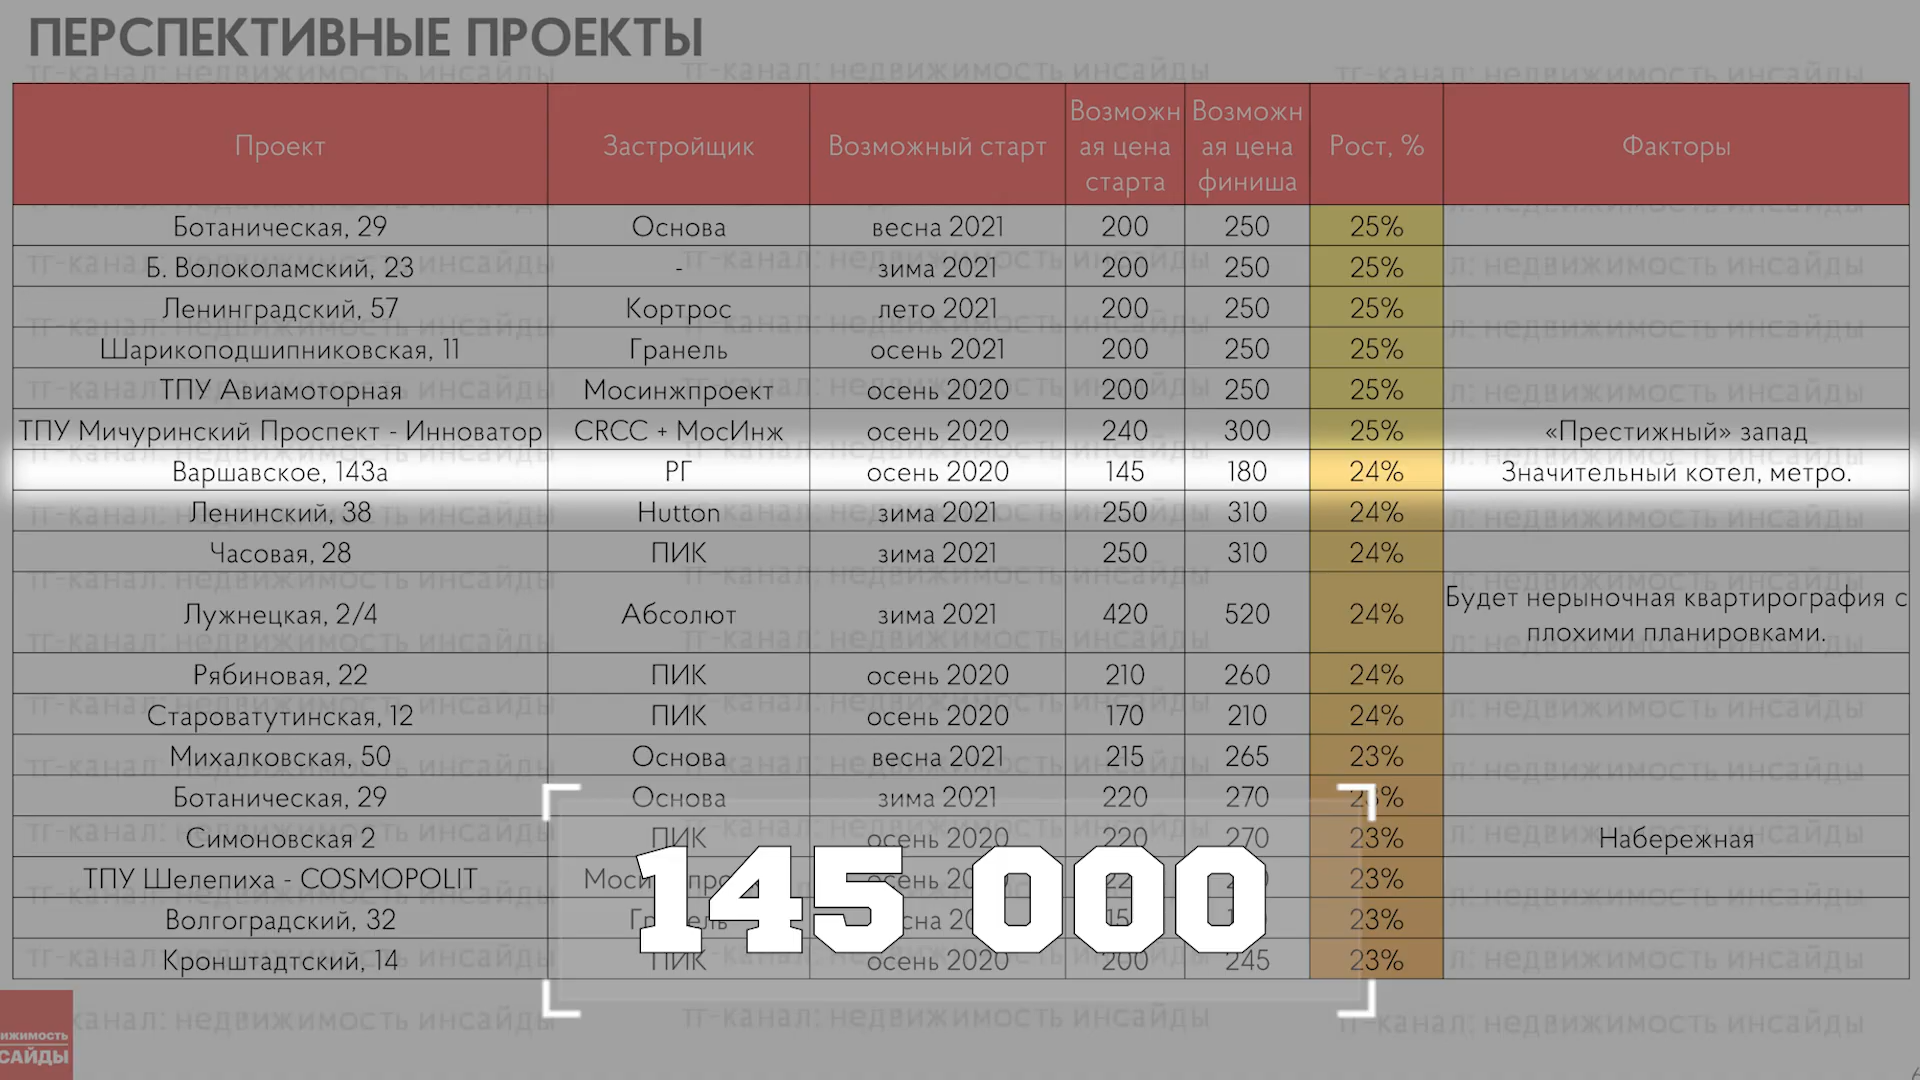 ПЕРСПЕКТИВНЫЕ ПРОЕКТЫ
тг-канал: недвижимость инсайды
Проект Застройщик Возможный старт Возможн ая цена старта Возможн ая цена финиша Рост, % Факторы
Ботаническая, 29 Основа весна 2021 200 250 25%
Б. Волоколамский, 23 - зима 2021 200 250 25%
Ленинградский, 57 Кортрос лето 2021 200 250 25%
Шарикоподшипниковская, 11 Гранель осень 2021 200 250 25%
ТПУ Авиамоторная Мосинжпроект осень 2020 200 250 25%
ТПУ Мичуринский Проспект - Инноватор CRCC + МосИнж осень 2020 240 300 25% «Престижный» запад
Варшавское, 143а РГ осень 2020 145 180 24% Значительный котел, метро.
Ленинский, 38 Hutton зима 2021 250 310 24%
Часовая, 28 ПИК зима 2021 250 310 24%
Лужнецкая, 2/4 Абсолют зима 2021 420 520 24% Будет нерыночная квартирография с
плохими планировками.
Рябиновая, 22 ПИК осень 2020 210 260 24%
Староватутинская, 12 ПИК осень 2020 170 210 24%
Михалковская, 50 Основа весна 2021 215 265 23%
Ботаническая, 29 Основа зима 2021 220 270 23%
Симоновская 2 ПИК осень 2020 220 270 23% Набережная
ТПУ Шелепиха - COSMOPOLIT 23%
Волгоградский, 32 23%
Кронштадтский, 14 ПИК осень 2020 200 245 23%
145 000